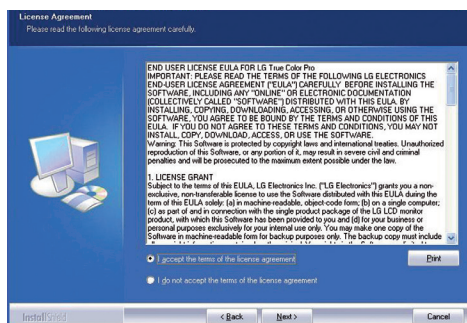 License Agreement
Please read the following license agreement carefully.
END USER LICENSE EULA FOR LG True Color Pro
IMPORTANT: PLEASE READ THE TERMS OF THE FOLLOWING LG ELECTRONICS
END-USER LICENSE AGREEMENT ("EULA") CAREFULLY BEFORE INSTALLING THE
SOFTWARE, INCLUDING ANY "ONLINE" OR ELECTRONIC DOCUMENTATION
(COLLECTIVELY CALLED "SOFTWARE") DISTRIBUTED WITH THIS EULA. BY
INSTALLING, COPYING, DOWNLOADING, ACCESSING, OR OTHERWISE USING THE
SOFTWARE, YOU AGREE TO BE BOUND BY THE TERMS AND CONDITIONS OF THIS
EULA. IF YOU DO NOT AGREE TO THESE TERMS AND CONDITIONS, YOU MAY NOT
INSTALL, COPY, DOWNLOAD, ACCESS, OR USE THE SOFTWARE.
Warning: This Software is protected by copyright laws and international treaties. Unauthorized
reproduction of this Software, or any portion of it, may result in severe civil and criminal
penalties and will be prosecuted to the maximum extent possible under the law.
1. LICENSE GRANT
Subject to the terms of this EULA, LG Electronics Inc. ("LG Electronics") grants you a non-
exclusive, non-transferable license to use the Software distributed with this EULA during the
term of this EULA solely: (a) in machine-readable, object-code form; (b) on a single computer;
(c) as part of and in connection with the single product package of the LG LCD monitor
product, with which this Software has been provided to you and (d) for your business or
personal purposes exclusively for your internal use only. You may make one copy of the
Software in machine-readable form for backup purposes only. The backup copy must include
I accept the terms of the license agreement
Print
I do not accept the terms of the license agreement
InstallShield
< Back
Next >
Cancel